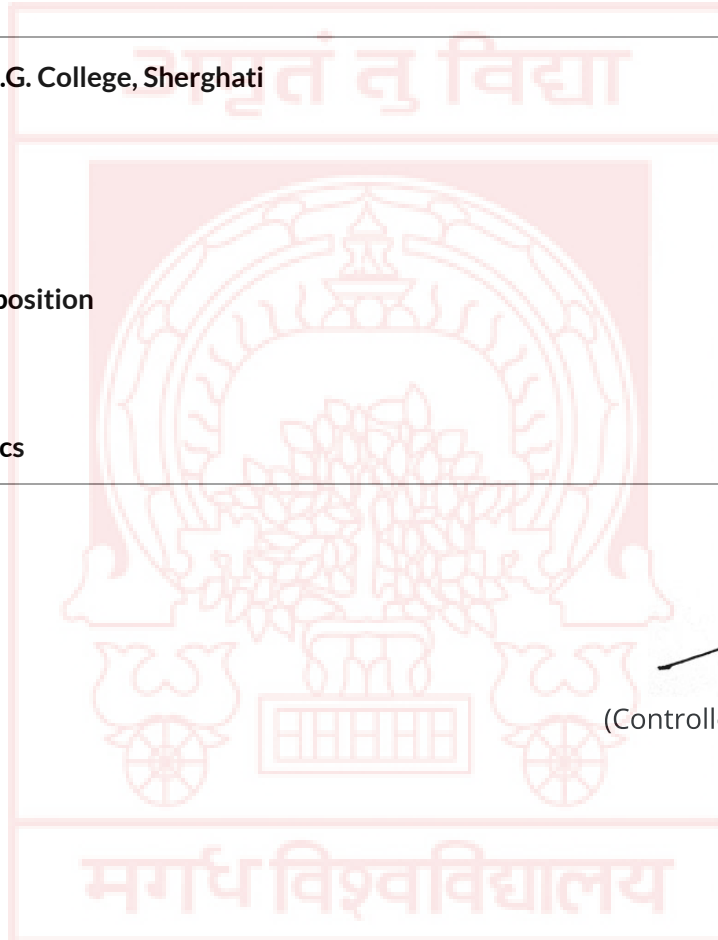 अमृतं तु विद्या
.G. College, Sherghati
position
cs
(Controll
मगध विश्वविद्यालय